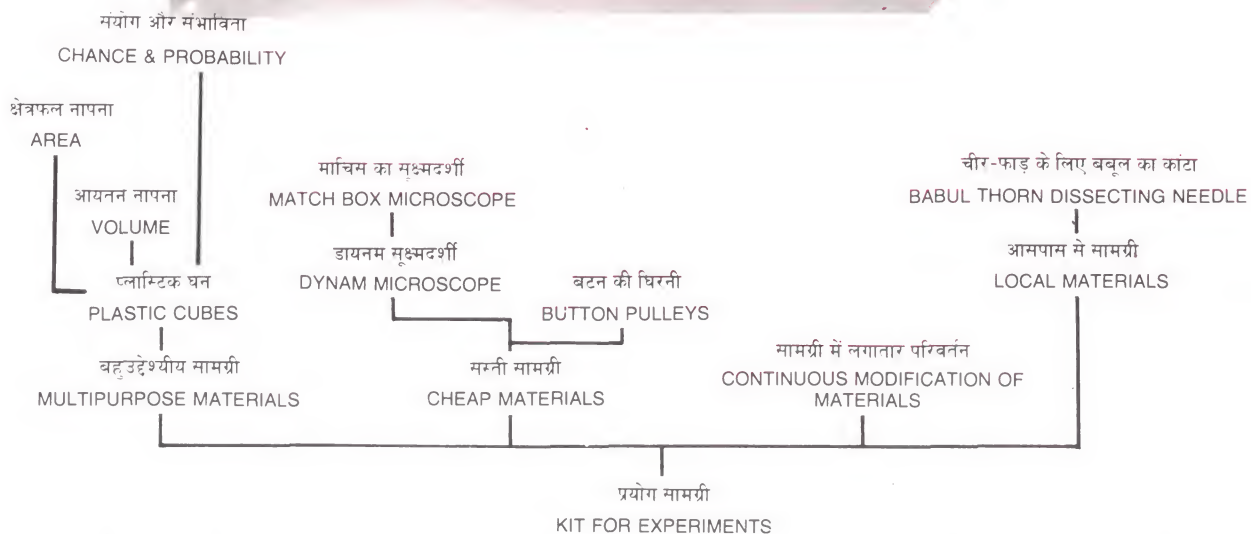 संयोग और संभाविता
CHANCE & PROBABILITY
क्षेत्रफल नापना
AREA
आयतन नापना
VOLUME
प्लास्टिक घन
PLASTIC CUBES
बहुउद्देश्यीय सामग्री
MULTIPURPOSE MATERIALS
माचिस का सूक्ष्मदर्शी
MATCH BOX MICROSCOPE
डायनम सूक्ष्मदर्शी
DYNAM MICROSCOPE
बटन की घिरनी
BUTTON PULLEYS
सस्ती सामग्री
CHEAP MATERIALS
सामग्री में लगातार परिवर्तन
CONTINUOUS MODIFICATION OF
MATERIALS
चीर-फाड़ के लिए बबूल का कांटा
BABUL THORN DISSECTING NEEDLE
आसपास से सामग्री
LOCAL MATERIALS
प्रयोग सामग्री
KIT FOR EXPERIMENTS